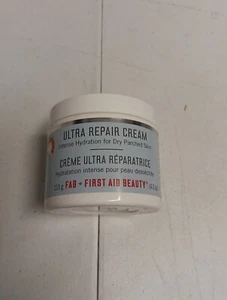 ULTRA REPAIR CREAM
Intense Hydration for Dry Parched Skin
CRÈME ULTRA RÉPARATRICE
Hydratation intense pour peau desséchée
FAB + FIRST AID BEAUTY